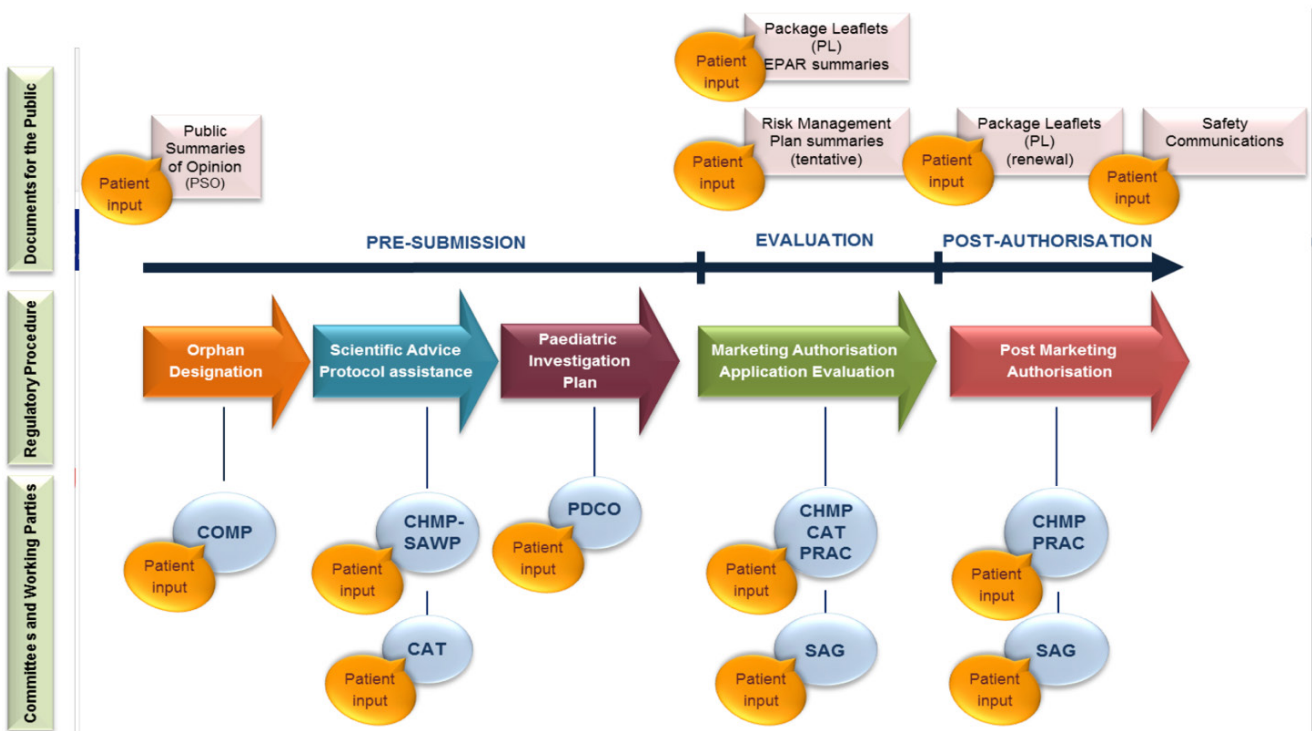 Documents for the Public
Patient
input
Public
Summaries
of Opinion
(PSO)
Patient
input
Package Leaflets
(PL)
EPAR summaries
Patient
input
Risk Management
Plan summaries
(tentative)
Patient
input
Package Leaflets
(PL)
(renewal)
Patient
input
Safety
Communications
PRE-SUBMISSION
EVALUATION
POST-AUTHORISATION
Regulatory Procedure
Orphan
Designation
Scientific Advice
Protocol assistance
Paediatric
Investigation
Plan
Marketing Authorisation
Application Evaluation
Post Marketing
Authorisation
Committees and Working Parties
COMP
Patient
input
CHMP-
SAWP
Patient
input
CAT
Patient
input
PDCO
Patient
input
CHMP
CAT
PRAC
Patient
input
SAG
Patient
input
CHMP
PRAC
Patient
input
SAG
Patient
input